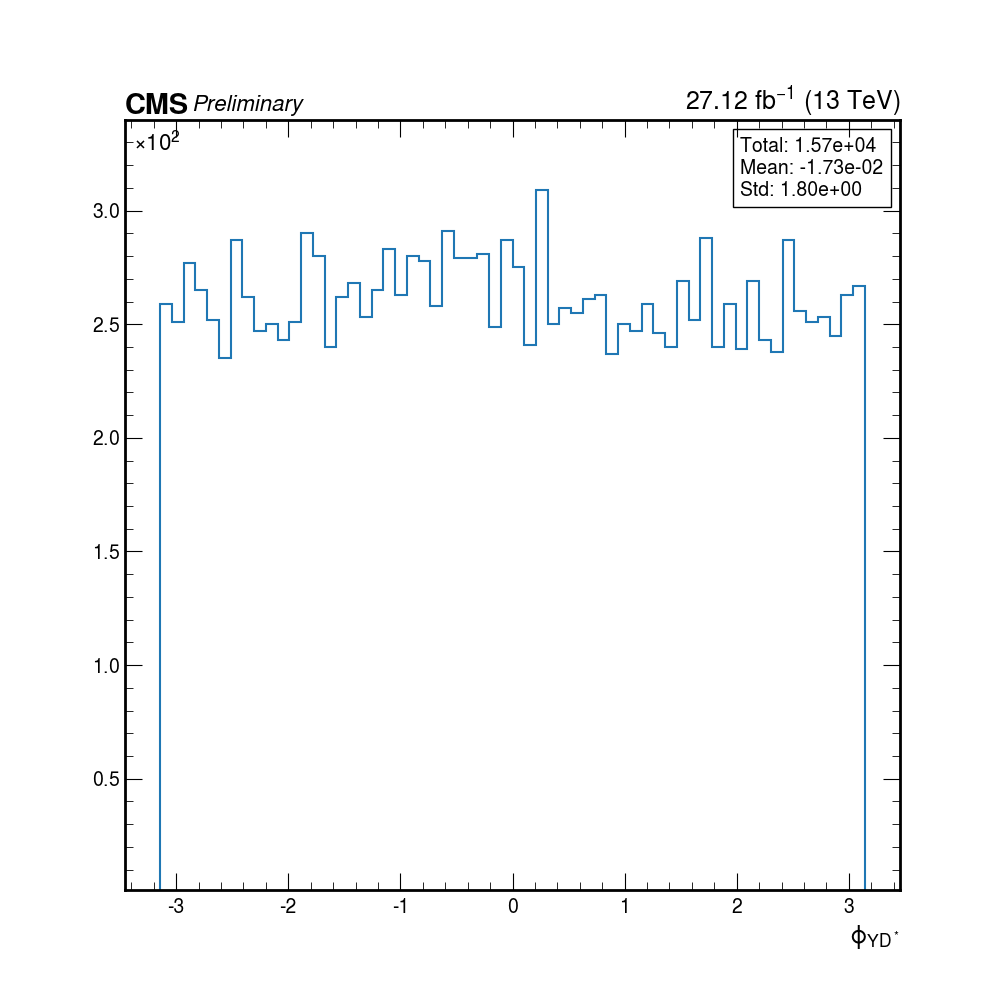 CMS Preliminary 27.12 fb⁻¹ (13 TeV)
×10²
Total: 1.57e+04
Mean: -1.73e-02
Std: 1.80e+00
3.0
2.5
2.0
1.5
1.0
0.5
-3 -2 -1 0 1 2 3
ϕ_YD*